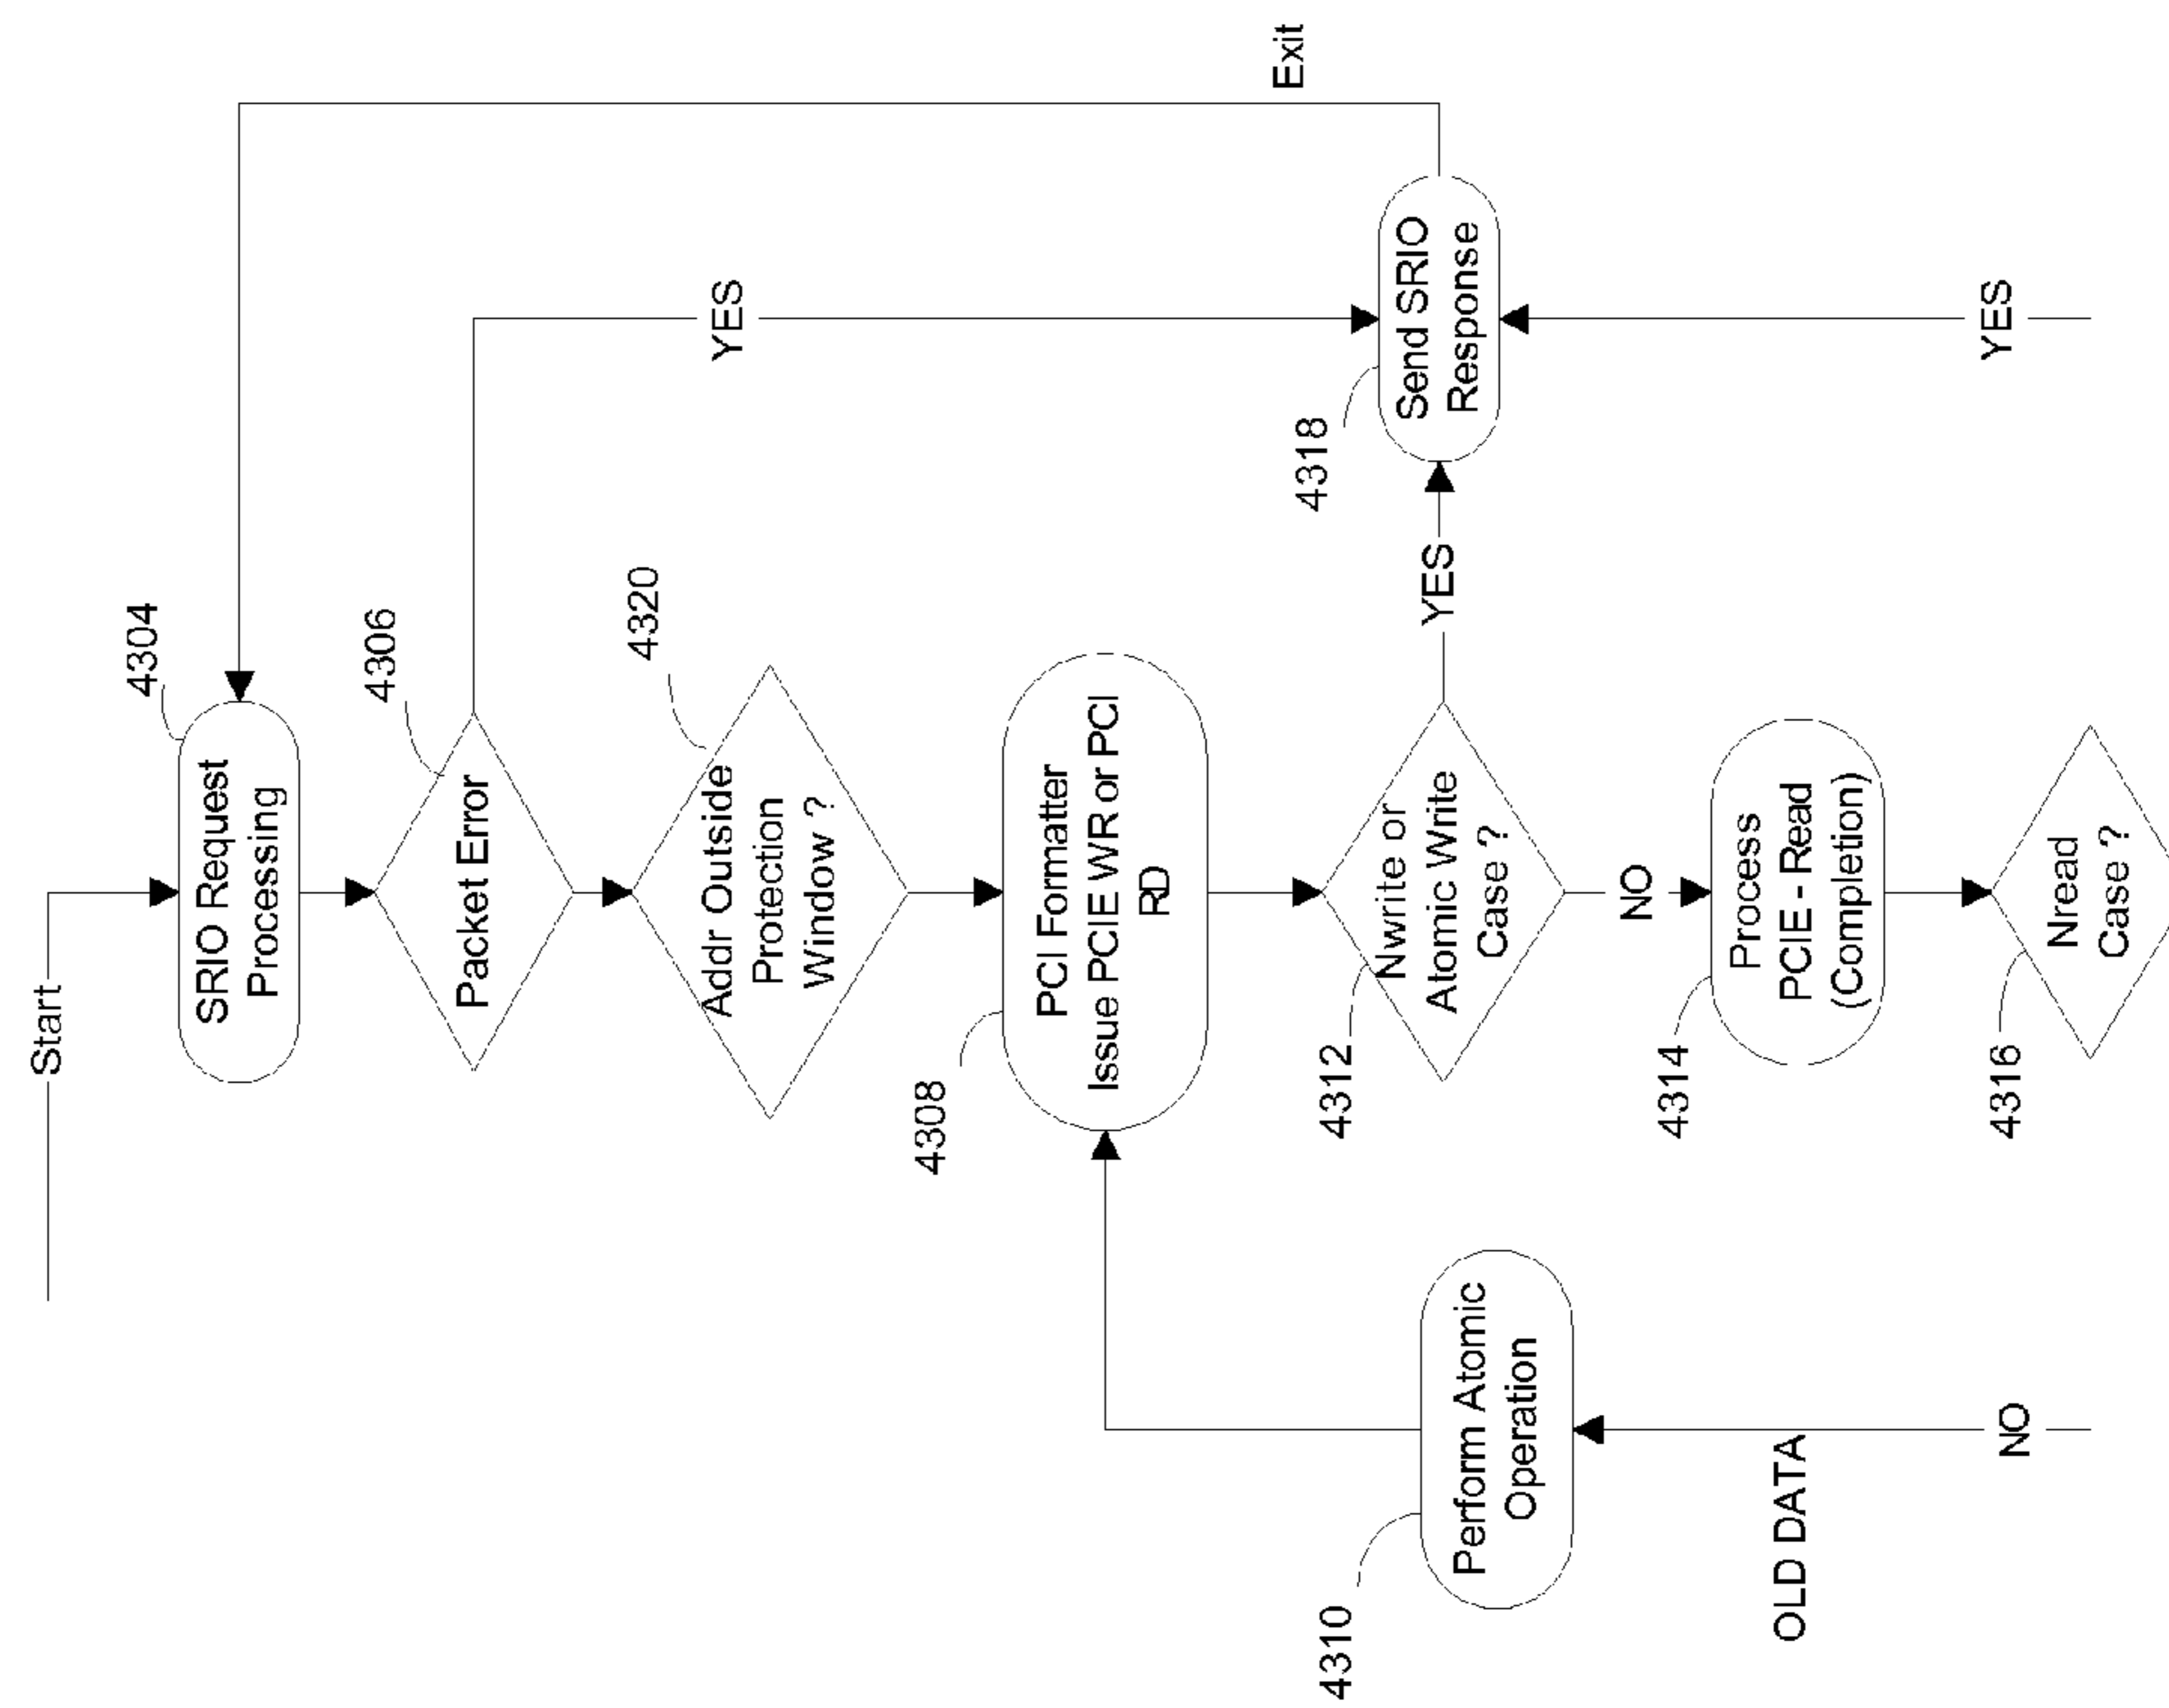 Start
4304
SRIO Request
Processing
4306
Packet Error
YES
4320
Addr Outside
Protection
Window ?
4308
PCI Formatter
Issue PCIE WR or PCI
RD
4312
Nwrite or
Atomic Write
Case ?
YES
4318
Send SRIO
Response
Exit
NO
4314
Process
PCIE - Read
(Completion)
4316
Nread
Case ?
YES
NO
OLD DATA
4310
Perform Atomic
Operation